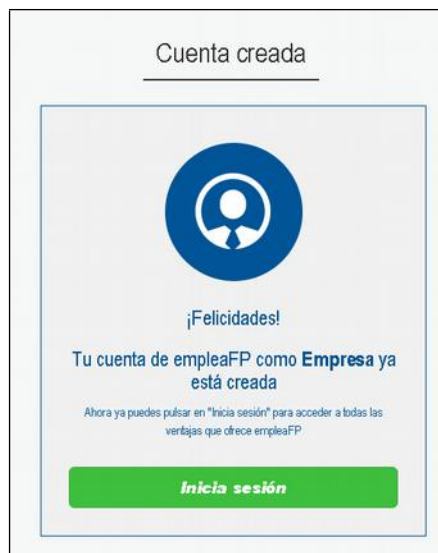 Cuenta creada
¡Felicidades!
Tu cuenta de empleaFP como Empresa ya
está creada
Ahora ya puedes pulsar en "Inicia sesión" para acceder a todas las
ventajas que ofrece empleaFP
Inicia sesión